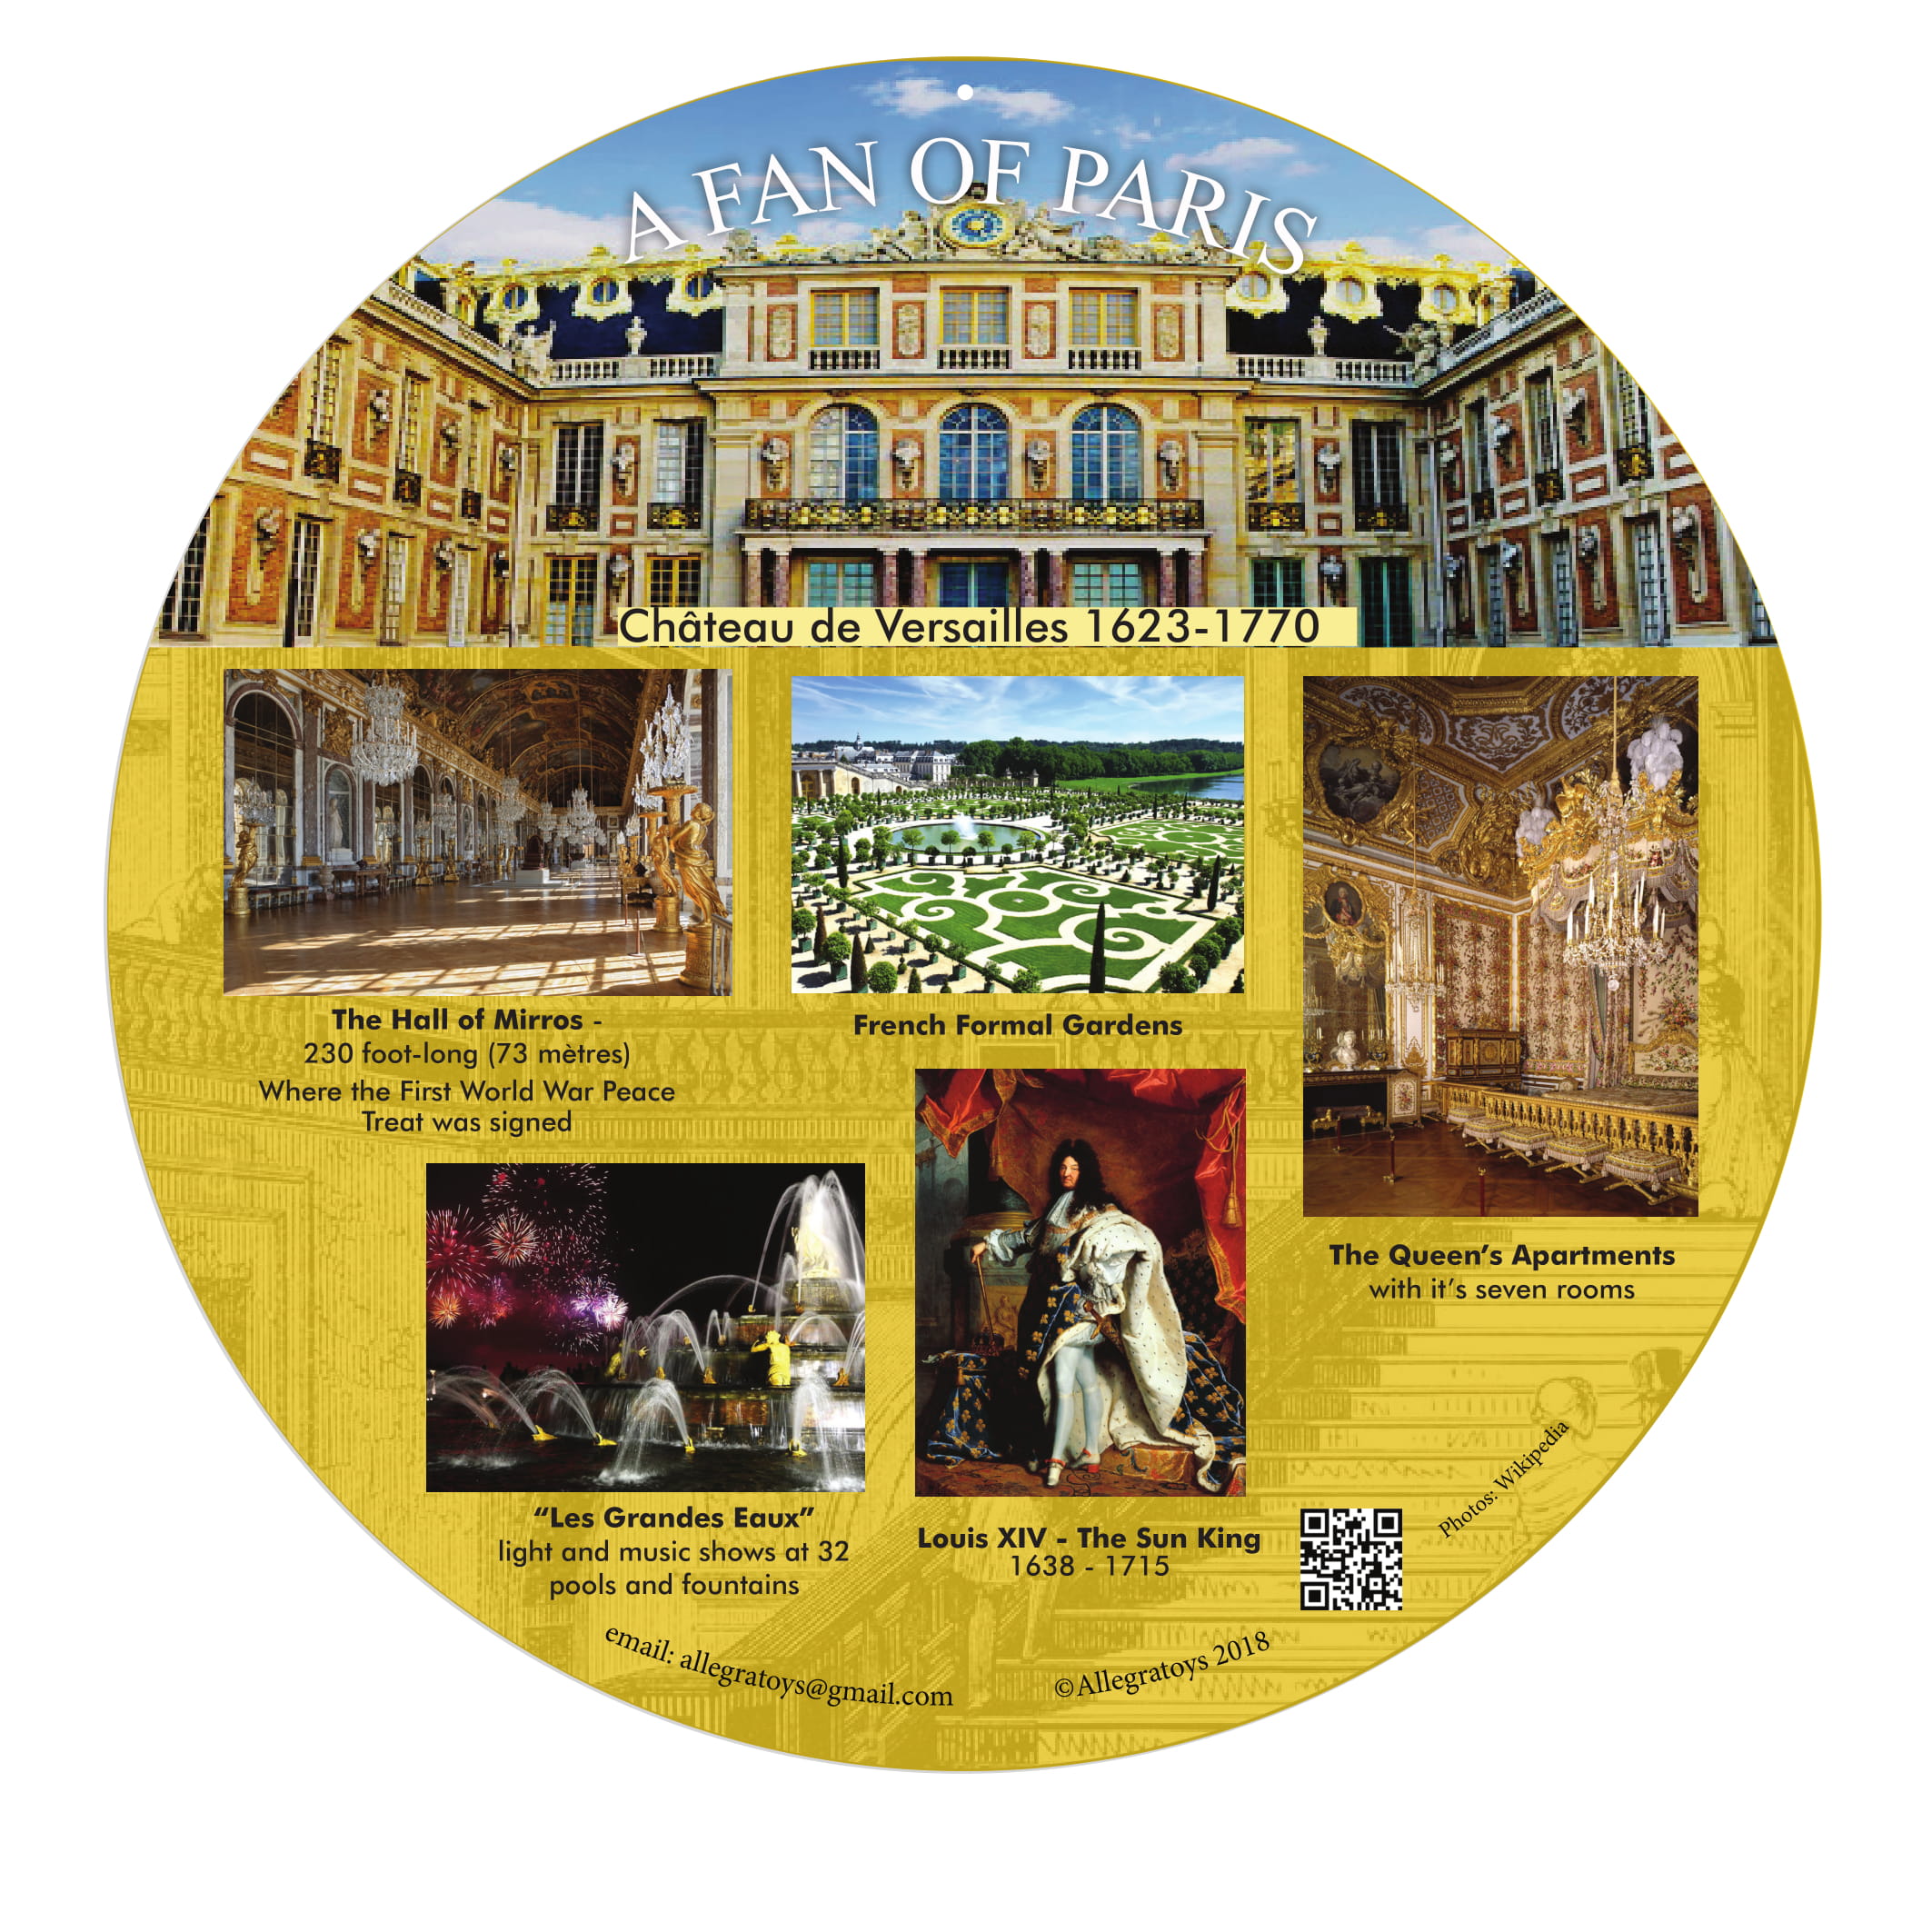 A FAN OF PARIS
Château de Versailles 1623-1770
The Hall of Mirros -
230 foot-long (73 mètres)
Where the First World War Peace
Treat was signed
French Formal Gardens
The Queen’s Apartments
with it’s seven rooms
“Les Grandes Eaux”
light and music shows at 32
pools and fountains
Louis XIV - The Sun King
1638 - 1715
Photos: Wikipedia
email: allegratoys@gmail.com
©Allegratoys 2018